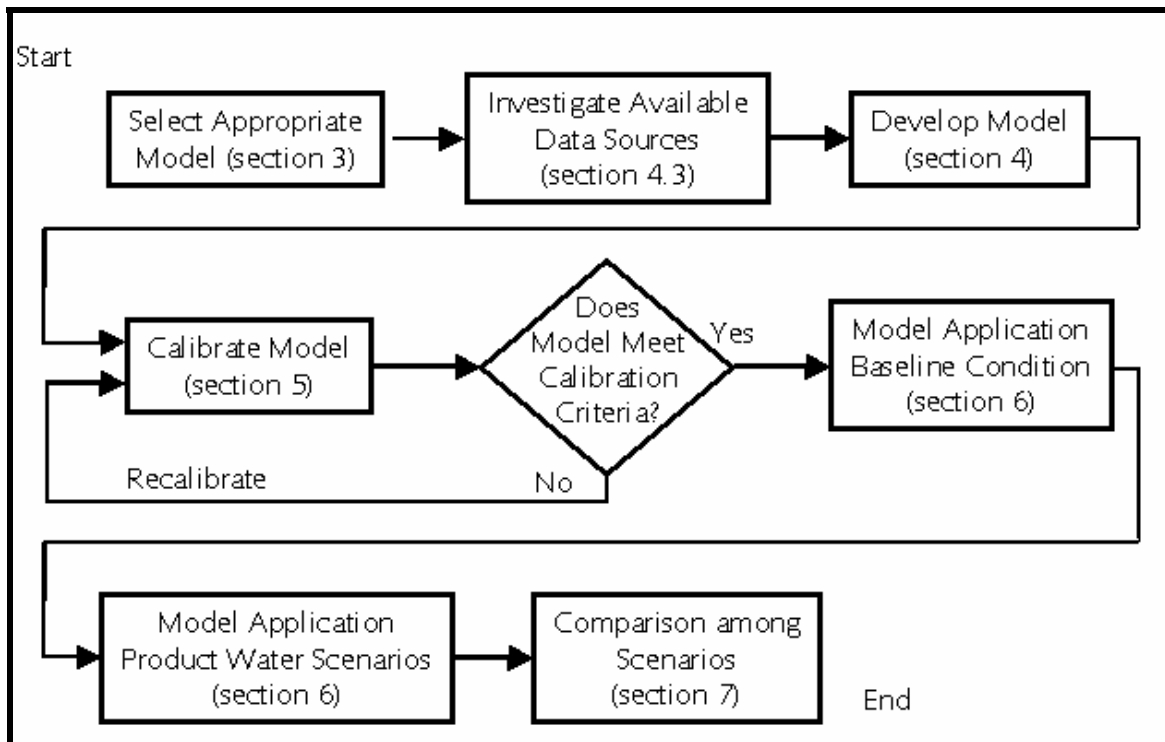 Start
Select Appropriate
Model (section 3)
Investigate Available
Data Sources
(section 4.3)
Develop Model
(section 4)
Calibrate Model
(section 5)
Does
Model Meet
Calibration
Criteria?
Yes
Model Application
Baseline Condition
(section 6)
Recalibrate
No
Model Application
Product Water Scenarios
(section 6)
Comparison among
Scenarios
(section 7)
End